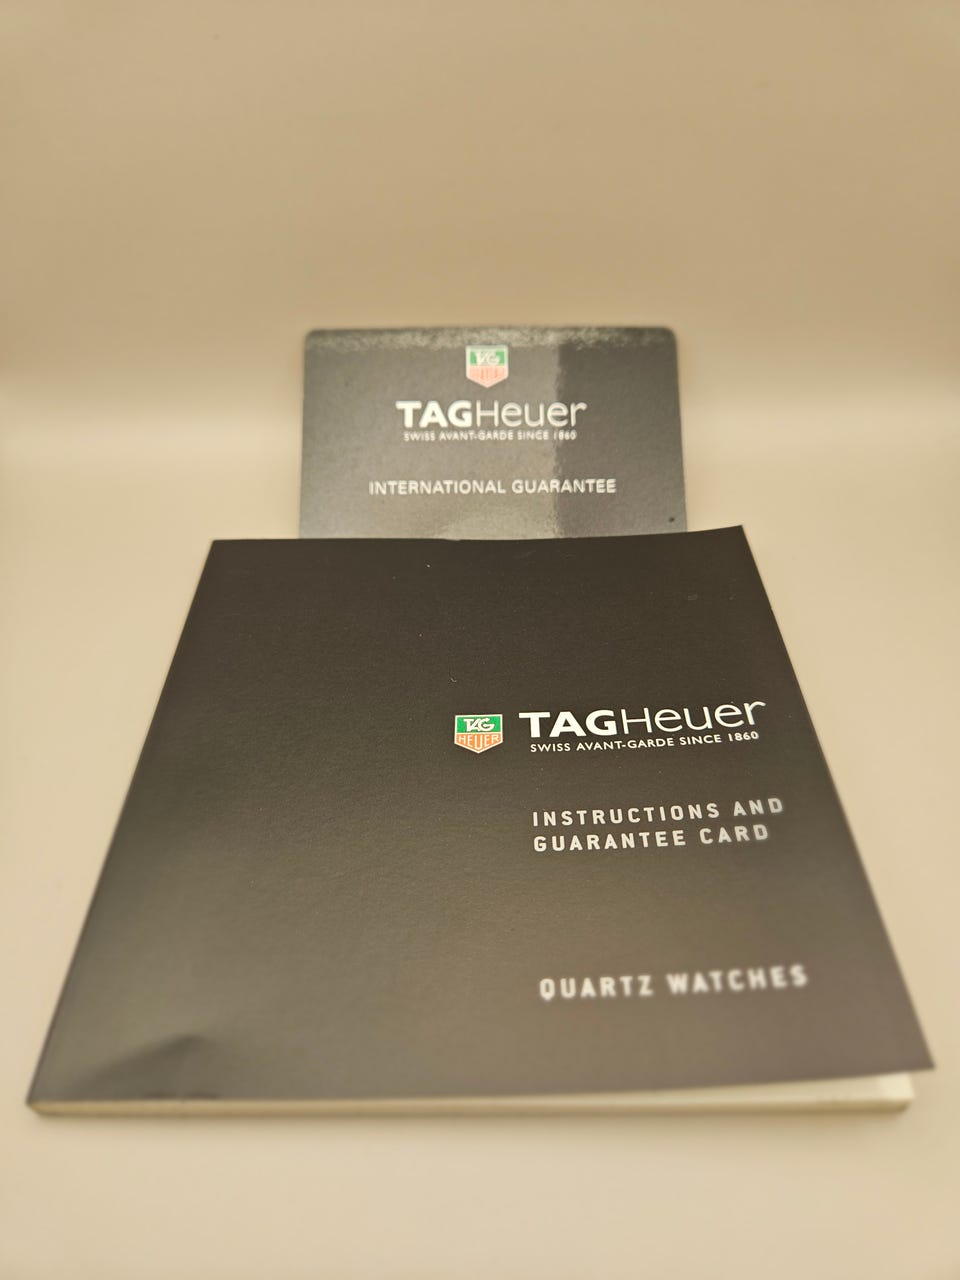 TAG
HEUER
TAGHeuer
SWISS AVANT-GARDE SINCE 1860
INTERNATIONAL GUARANTEE
TAG
HEUER
TAGHeuer
SWISS AVANT-GARDE SINCE 1860
INSTRUCTIONS AND
GUARANTEE CARD
QUARTZ WATCHES